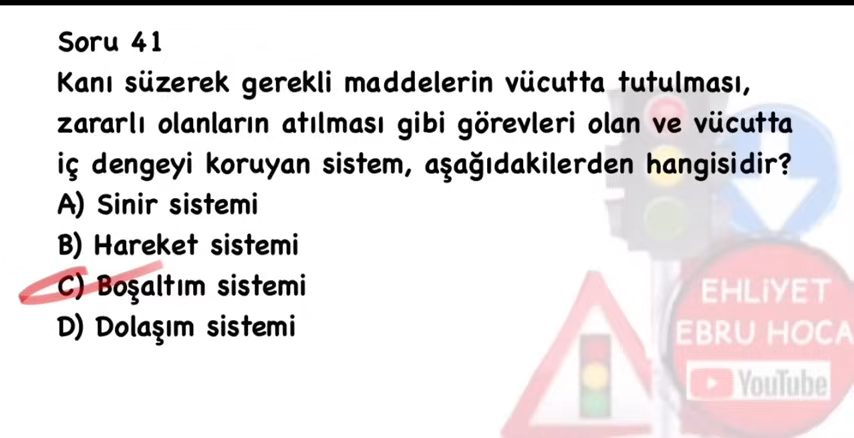 Soru 41
Kanı süzerek gerekli maddelerin vücutta tutulması,
zararlı olanların atılması gibi görevleri olan ve vücutta
iç dengeyi koruyan sistem, aşağıdakilerden hangisidir?
A) Sinir sistemi
B) Hareket sistemi
C) Boşaltım sistemi
D) Dolaşım sistemi
EHLİYET
EBRU HOCA
YouTube